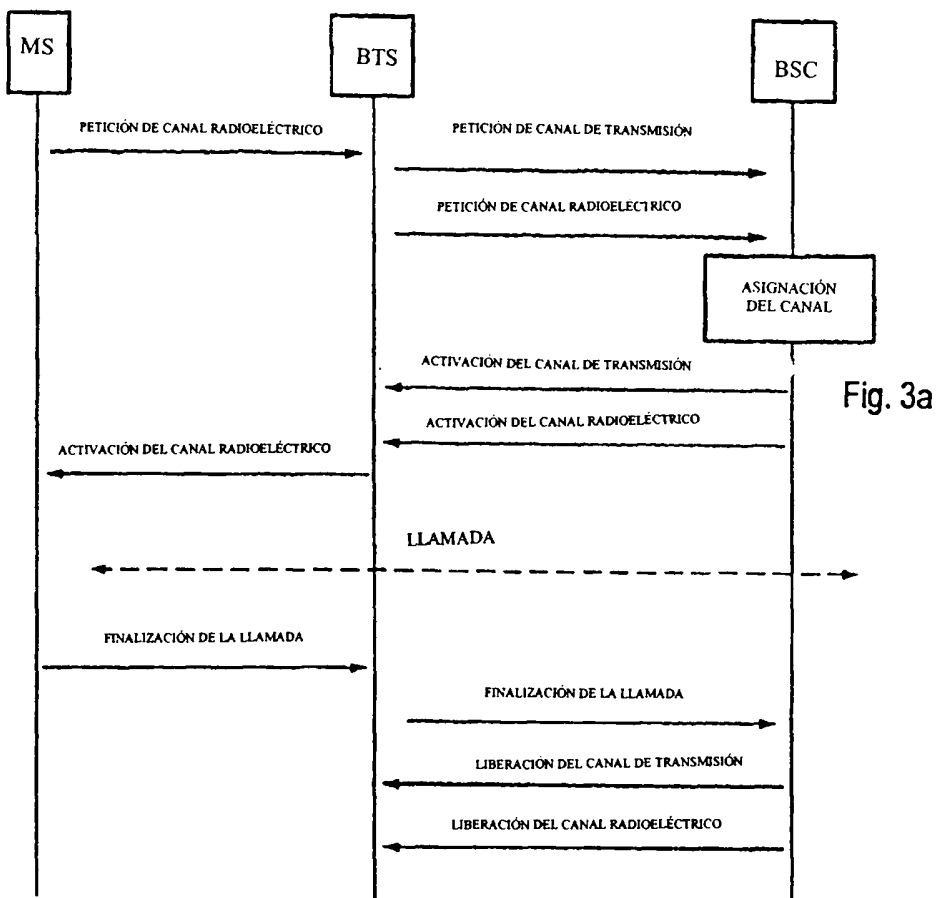 MS
BTS
BSC
PETICIÓN DE CANAL RADIOELÉCTRICO
PETICIÓN DE CANAL DE TRANSMISIÓN
PETICIÓN DE CANAL RADIOELECTRICO
ASIGNACIÓN
DEL CANAL
ACTIVACIÓN DEL CANAL DE TRANSMISIÓN
Fig. 3a
ACTIVACIÓN DEL CANAL RADIOELÉCTRICO
ACTIVACIÓN DEL CANAL RADIOELÉCTRICO
LLAMADA
FINALIZACIÓN DE LA LLAMADA
FINALIZACIÓN DE LA LLAMADA
LIBERACIÓN DEL CANAL DE TRANSMISIÓN
LIBERACIÓN DEL CANAL RADIOELÉCTRICO